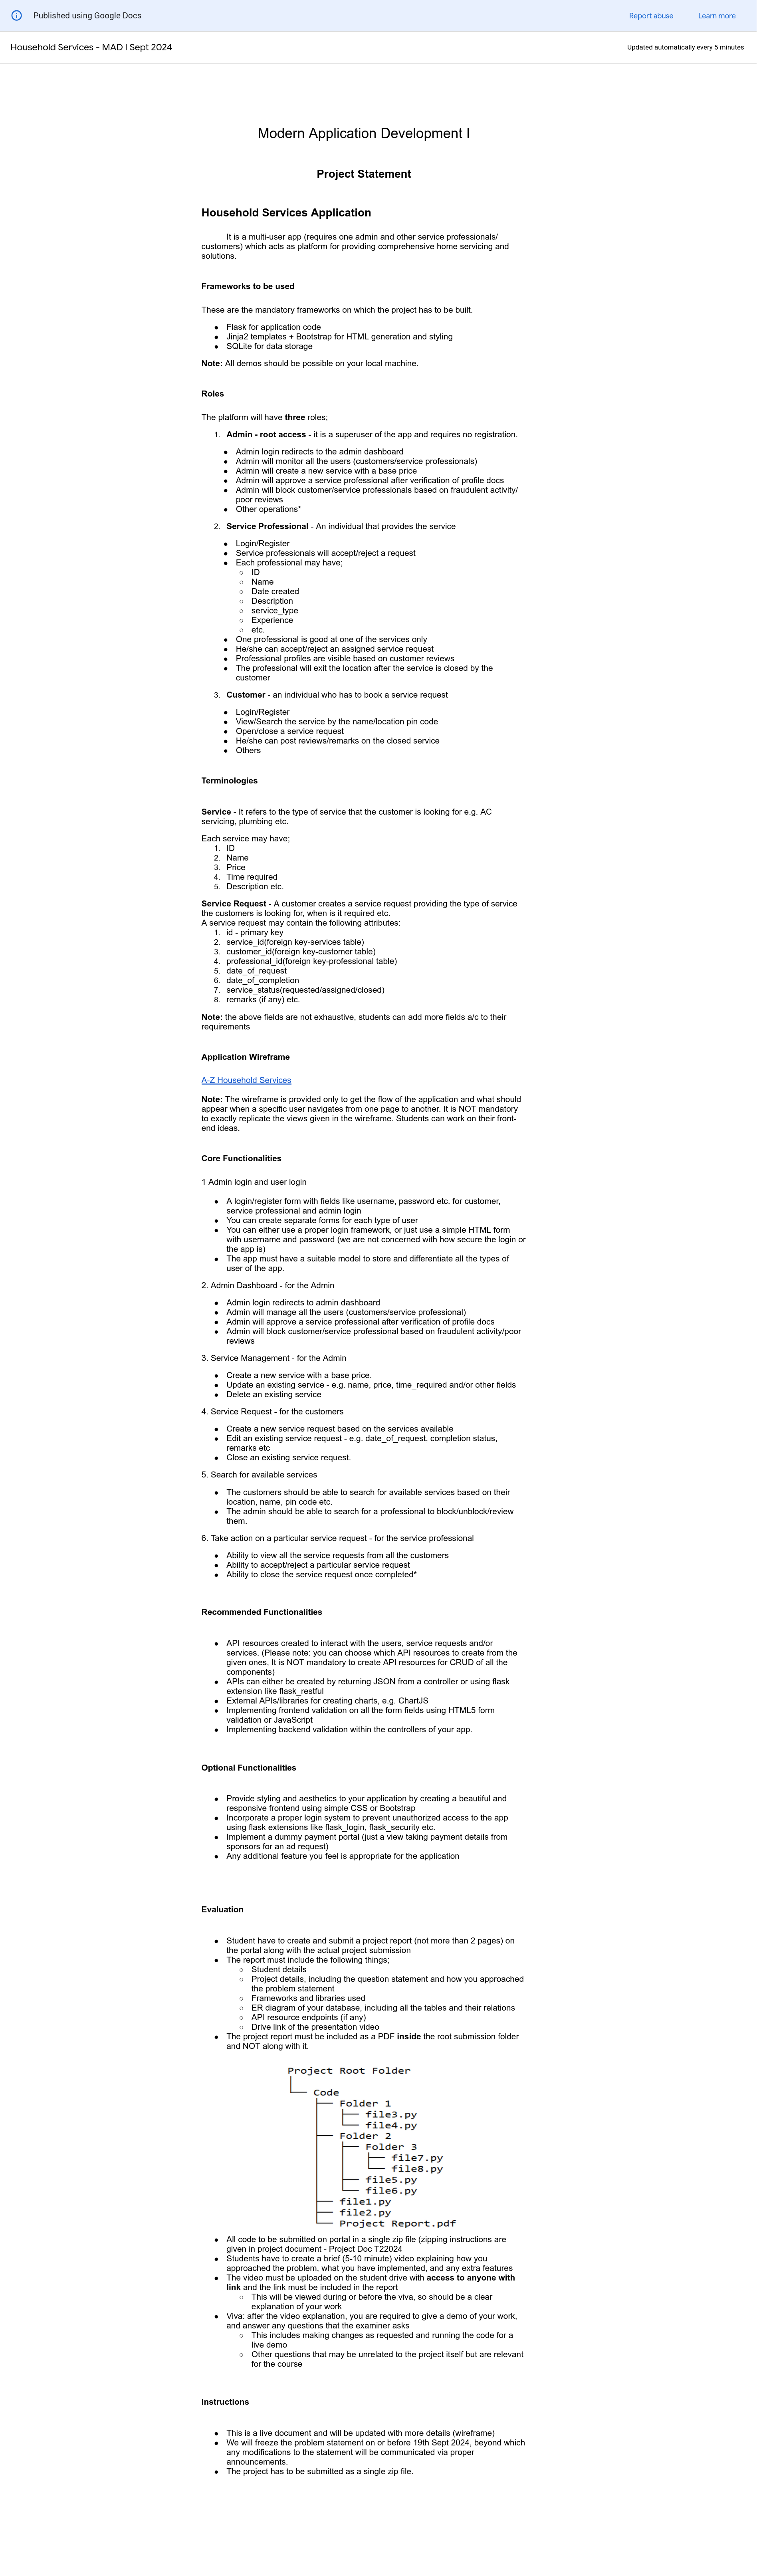 Published using Google Docs
Report abuse
Learn more
Household Services - MAD I Sept 2024
Updated automatically every 5 minutes
Modern Application Development I
Project Statement
Household Services Application
It is a multi-user app (requires one admin and other service professionals/
customers) which acts as platform for providing comprehensive home servicing and
solutions.
Frameworks to be used
These are the mandatory frameworks on which the project has to be built.
● Flask for application code
● Jinja2 templates + Bootstrap for HTML generation and styling
● SQLite for data storage
Note: All demos should be possible on your local machine.
Roles
The platform will have three roles;
1. Admin - root access - it is a superuser of the app and requires no registration.
● Admin login redirects to the admin dashboard
● Admin will monitor all the users (customers/service professionals)
● Admin will create a new service with a base price
● Admin will approve a service professional after verification of profile docs
● Admin will block customer/service professionals based on fraudulent activity/
poor reviews
● Other operations*
2. Service Professional - An individual that provides the service
● Login/Register
● Service professionals will accept/reject a request
● Each professional may have;
○ ID
○ Name
○ Date created
○ Description
○ service_type
○ Experience
○ etc.
● One professional is good at one of the services only
● He/she can accept/reject an assigned service request
● Professional profiles are visible based on customer reviews
● The professional will exit the location after the service is closed by the
customer
3. Customer - an individual who has to book a service request
● Login/Register
● View/Search the service by the name/location pin code
● Open/close a service request
● He/she can post reviews/remarks on the closed service
● Others
Terminologies
Service - It refers to the type of service that the customer is looking for e.g. AC
servicing, plumbing etc.
Each service may have;
1. ID
2. Name
3. Price
4. Time required
5. Description etc.
Service Request - A customer creates a service request providing the type of service
the customers is looking for, when is it required etc.
A service request may contain the following attributes:
1. id - primary key
2. service_id(foreign key-services table)
3. customer_id(foreign key-customer table)
4. professional_id(foreign key-professional table)
5. date_of_request
6. date_of_completion
7. service_status(requested/assigned/closed)
8. remarks (if any) etc.
Note: the above fields are not exhaustive, students can add more fields a/c to their
requirements
Application Wireframe
A-Z Household Services
Note: The wireframe is provided only to get the flow of the application and what should
appear when a specific user navigates from one page to another. It is NOT mandatory
to exactly replicate the views given in the wireframe. Students can work on their front-
end ideas.
Core Functionalities
1 Admin login and user login
● A login/register form with fields like username, password etc. for customer,
service professional and admin login
● You can create separate forms for each type of user
● You can either use a proper login framework, or just use a simple HTML form
with username and password (we are not concerned with how secure the login or
the app is)
● The app must have a suitable model to store and differentiate all the types of
user of the app.
2. Admin Dashboard - for the Admin
● Admin login redirects to admin dashboard
● Admin will manage all the users (customers/service professional)
● Admin will approve a service professional after verification of profile docs
● Admin will block customer/service professional based on fraudulent activity/poor
reviews
3. Service Management - for the Admin
● Create a new service with a base price.
● Update an existing service - e.g. name, price, time_required and/or other fields
● Delete an existing service
4. Service Request - for the customers
● Create a new service request based on the services available
● Edit an existing service request - e.g. date_of_request, completion status,
remarks etc
● Close an existing service request.
5. Search for available services
● The customers should be able to search for available services based on their
location, name, pin code etc.
● The admin should be able to search for a professional to block/unblock/review
them.
6. Take action on a particular service request - for the service professional
● Ability to view all the service requests from all the customers
● Ability to accept/reject a particular service request
● Ability to close the service request once completed*
Recommended Functionalities
● API resources created to interact with the users, service requests and/or
services. (Please note: you can choose which API resources to create from the
given ones, It is NOT mandatory to create API resources for CRUD of all the
components)
● APIs can either be created by returning JSON from a controller or using flask
extension like flask_restful
● External APIs/libraries for creating charts, e.g. ChartJS
● Implementing frontend validation on all the form fields using HTML5 form
validation or JavaScript
● Implementing backend validation within the controllers of your app.
Optional Functionalities
● Provide styling and aesthetics to your application by creating a beautiful and
responsive frontend using simple CSS or Bootstrap
● Incorporate a proper login system to prevent unauthorized access to the app
using flask extensions like flask_login, flask_security etc.
● Implement a dummy payment portal (just a view taking payment details from
sponsors for an ad request)
● Any additional feature you feel is appropriate for the application
Evaluation
● Student have to create and submit a project report (not more than 2 pages) on
the portal along with the actual project submission
● The report must include the following things;
○ Student details
○ Project details, including the question statement and how you approached
the problem statement
○ Frameworks and libraries used
○ ER diagram of your database, including all the tables and their relations
○ API resource endpoints (if any)
○ Drive link of the presentation video
● The project report must be included as a PDF inside the root submission folder
and NOT along with it.
Project Root Folder
Code
Folder 1
file3.py
file4.py
Folder 2
Folder 3
file7.py
file8.py
file5.py
file6.py
file1.py
file2.py
Project Report.pdf
● All code to be submitted on portal in a single zip file (zipping instructions are
given in project document - Project Doc T22024
● Students have to create a brief (5-10 minute) video explaining how you
approached the problem, what you have implemented, and any extra features
● The video must be uploaded on the student drive with access to anyone with
link and the link must be included in the report
○ This will be viewed during or before the viva, so should be a clear
explanation of your work
● Viva: after the video explanation, you are required to give a demo of your work,
and answer any questions that the examiner asks
○ This includes making changes as requested and running the code for a
live demo
○ Other questions that may be unrelated to the project itself but are relevant
for the course
Instructions
● This is a live document and will be updated with more details (wireframe)
● We will freeze the problem statement on or before 19th Sept 2024, beyond which
any modifications to the statement will be communicated via proper
announcements.
● The project has to be submitted as a single zip file.